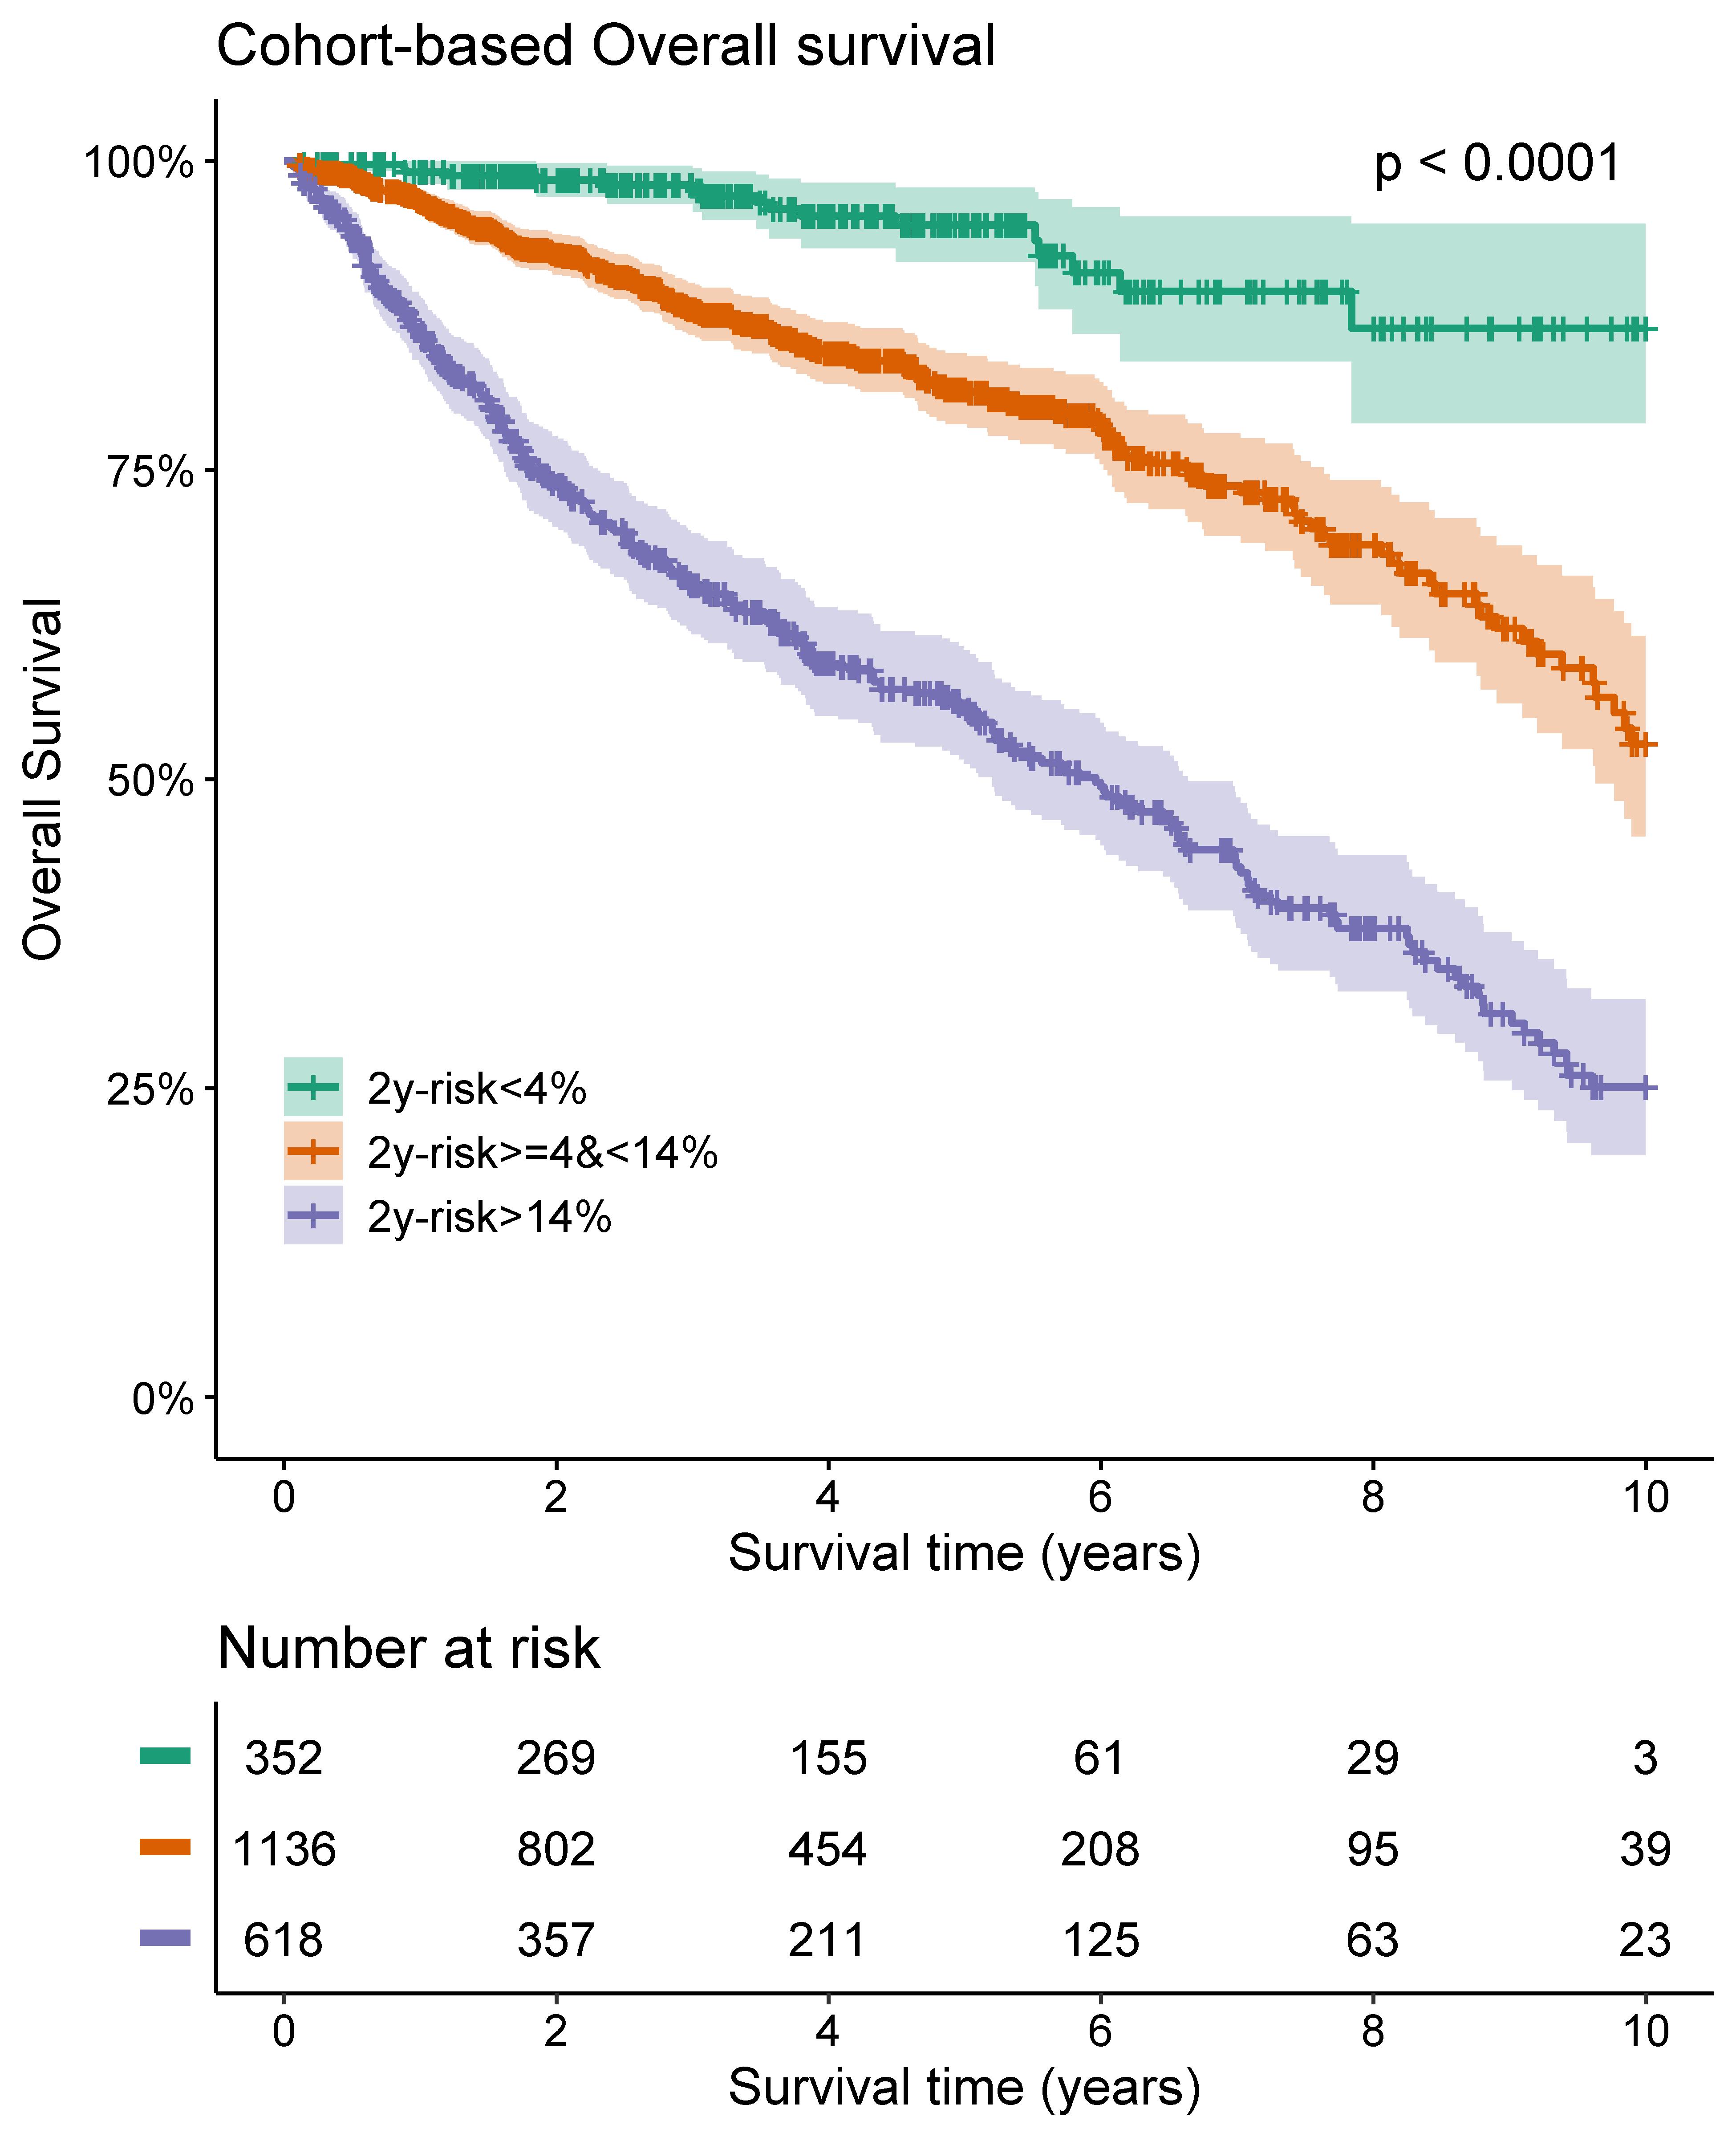 Cohort-based Overall survival
p < 0.0001
100%
75%
50%
25%
0%
Overall Survival
2y-risk<4%
2y-risk>=4&<14%
2y-risk>14%
0 2 4 6 8 10
Survival time (years)
Number at risk
352 269 155 61 29 3
1136 802 454 208 95 39
618 357 211 125 63 23
0 2 4 6 8 10
Survival time (years)